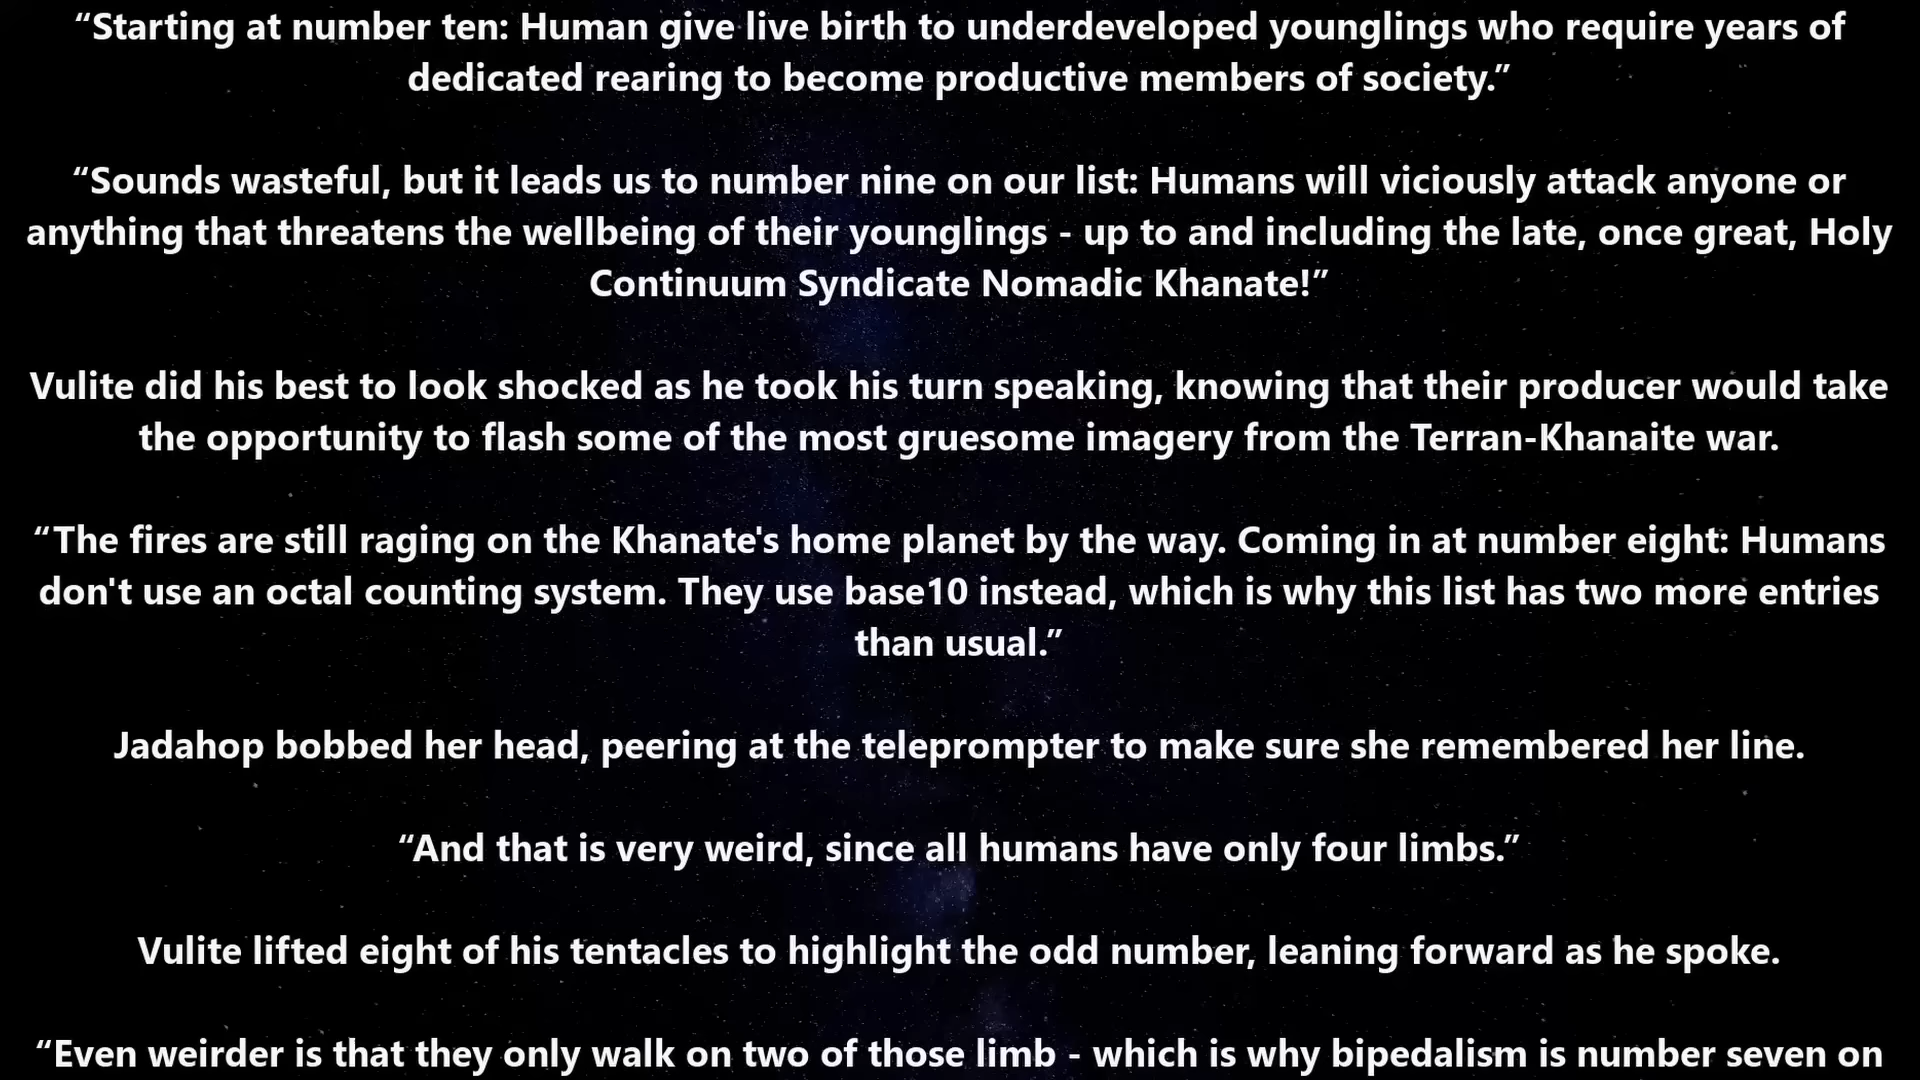 “Starting at number ten: Human give live birth to underdeveloped younglings who require years of
dedicated rearing to become productive members of society.”
“Sounds wasteful, but it leads us to number nine on our list: Humans will viciously attack anyone or
anything that threatens the wellbeing of their younglings - up to and including the late, once great, Holy
Continuum Syndicate Nomadic Khanate!”
Vulite did his best to look shocked as he took his turn speaking, knowing that their producer would take
the opportunity to flash some of the most gruesome imagery from the Terran-Khanaite war.
“The fires are still raging on the Khanate's home planet by the way. Coming in at number eight: Humans
don't use an octal counting system. They use base10 instead, which is why this list has two more entries
than usual.”
Jadahop bobbed her head, peering at the teleprompter to make sure she remembered her line.
“And that is very weird, since all humans have only four limbs.”
Vulite lifted eight of his tentacles to highlight the odd number, leaning forward as he spoke.
“Even weirder is that they only walk on two of those limb - which is why bipedalism is number seven on